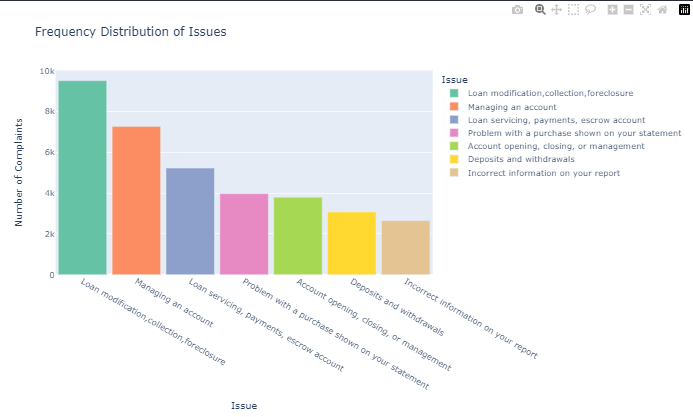 Frequency Distribution of Issues
Number of Complaints
10k
8k
6k
4k
2k
0
Loan modification,collection,foreclosure
Managing an account
Loan servicing, payments, escrow account
Problem with a purchase shown on your statement
Account opening, closing, or management
Deposits and withdrawals
Incorrect information on your report
Issue
Issue
Loan modification,collection,foreclosure
Managing an account
Loan servicing, payments, escrow account
Problem with a purchase shown on your statement
Account opening, closing, or management
Deposits and withdrawals
Incorrect information on your report